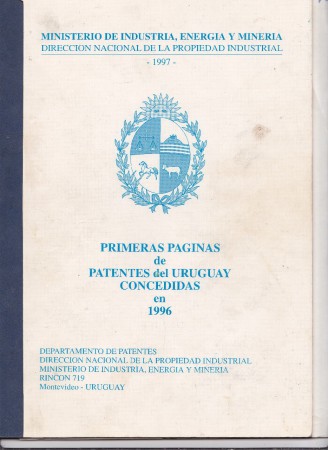 MINISTERIO DE INDUSTRIA, ENERGIA Y MINERIA
DIRECCION NACIONAL DE LA PROPIEDAD INDUSTRIAL
- 1997 -
PRIMERAS PAGINAS
de
PATENTES del URUGUAY
CONCEDIDAS
en
1996
DEPARTAMENTO DE PATENTES
DIRECCION NACIONAL DE LA PROPIEDAD INDUSTRIAL
MINISTERIO DE INDUSTRIA, ENERGIA Y MINERIA
RINCON 719
Montevideo - URUGUAY